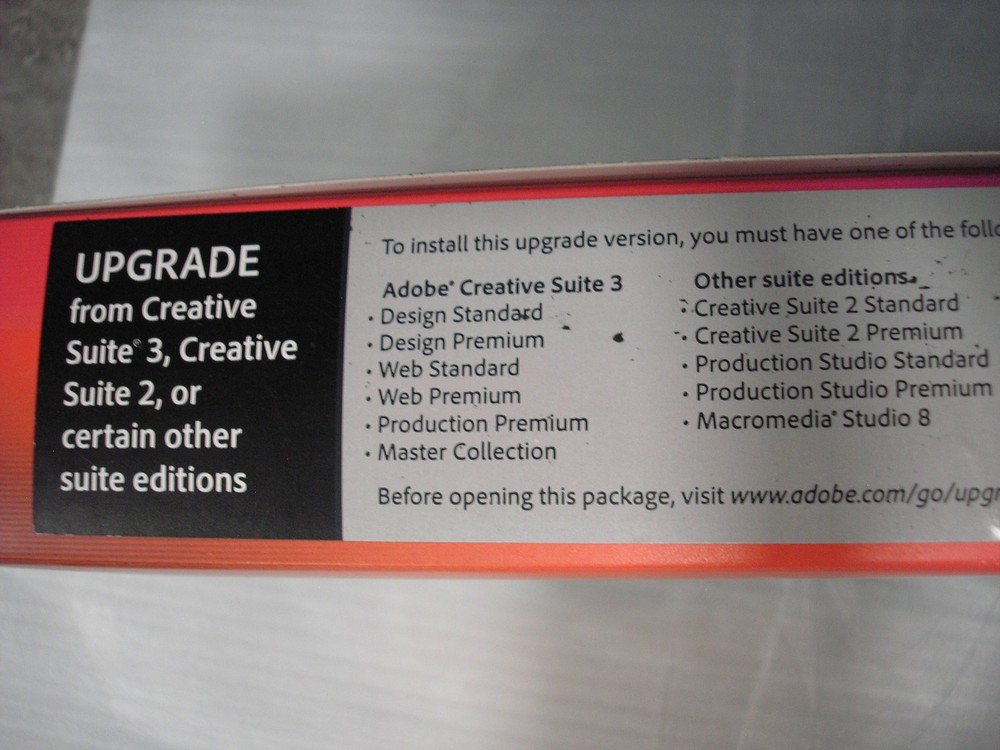 UPGRADE
from Creative
Suite® 3, Creative
Suite 2, or
certain other
suite editions
To install this upgrade version, you must have one of the
Adobe® Creative Suite 3
• Design Standard
• Design Premium
• Web Standard
• Web Premium
• Production Premium
• Master Collection
Other suite editions
• Creative Suite 2 Standard
• Creative Suite 2 Premium
• Production Studio Standard
• Production Studio Premium
• Macromedia® Studio 8
Before opening this package, visit www.adobe.com/go/upgr